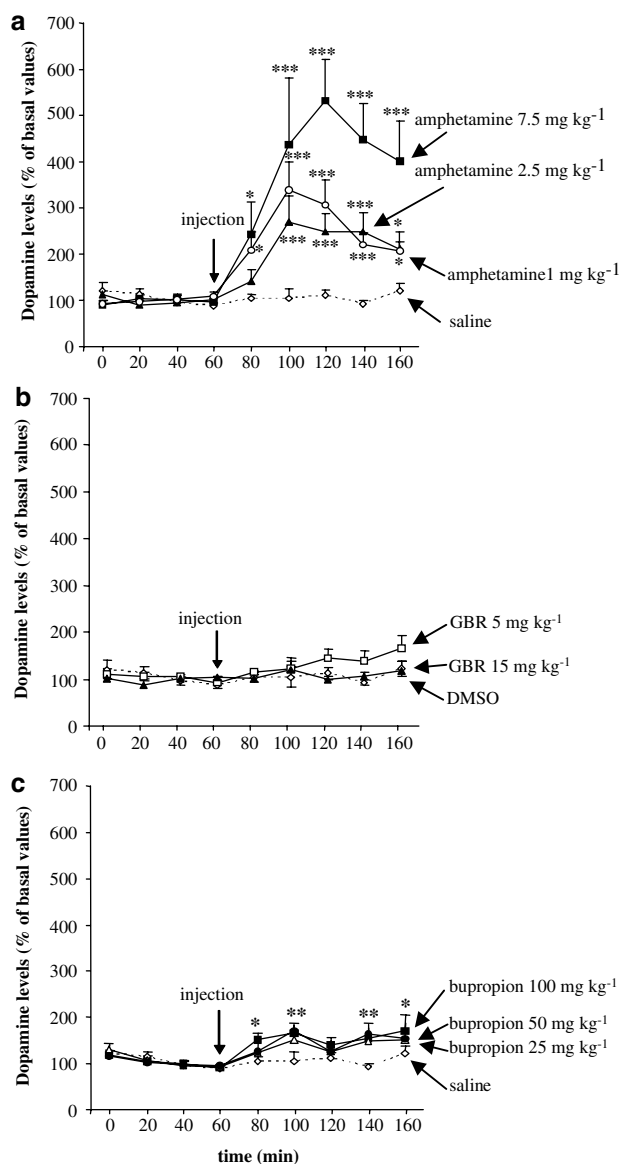 a
700
600
500
400
300
200
100
0
Dopamine levels (% of basal values)
injection
*
*
***
***
***
***
***
***
***
***
***
***
*
*
amphetamine 7.5 mg kg-1
amphetamine 2.5 mg kg-1
amphetamine1 mg kg-1
saline
0 20 40 60 80 100 120 140 160
b
700
600
500
400
300
200
100
0
Dopamine levels (% of basal values)
injection
GBR 5 mg kg-1
GBR 15 mg kg-1
DMSO
0 20 40 60 80 100 120 140 160
c
700
600
500
400
300
200
100
0
Dopamine levels (% of basal values)
injection
* ** ** *
bupropion 100 mg kg-1
bupropion 50 mg kg-1
bupropion 25 mg kg-1
saline
0 20 40 60 80 100 120 140 160
time (min)